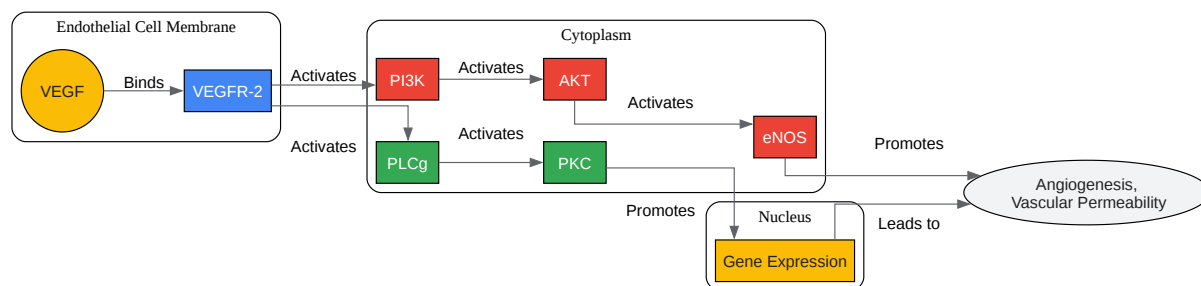 Endothelial Cell Membrane
VEGF
Binds
VEGFR-2
Activates
Activates
Cytoplasm
PI3K
Activates
AKT
Activates
eNOS
PLCg
Activates
PKC
Promotes
Promotes
Nucleus
Gene Expression
Leads to
Angiogenesis,
Vascular Permeability